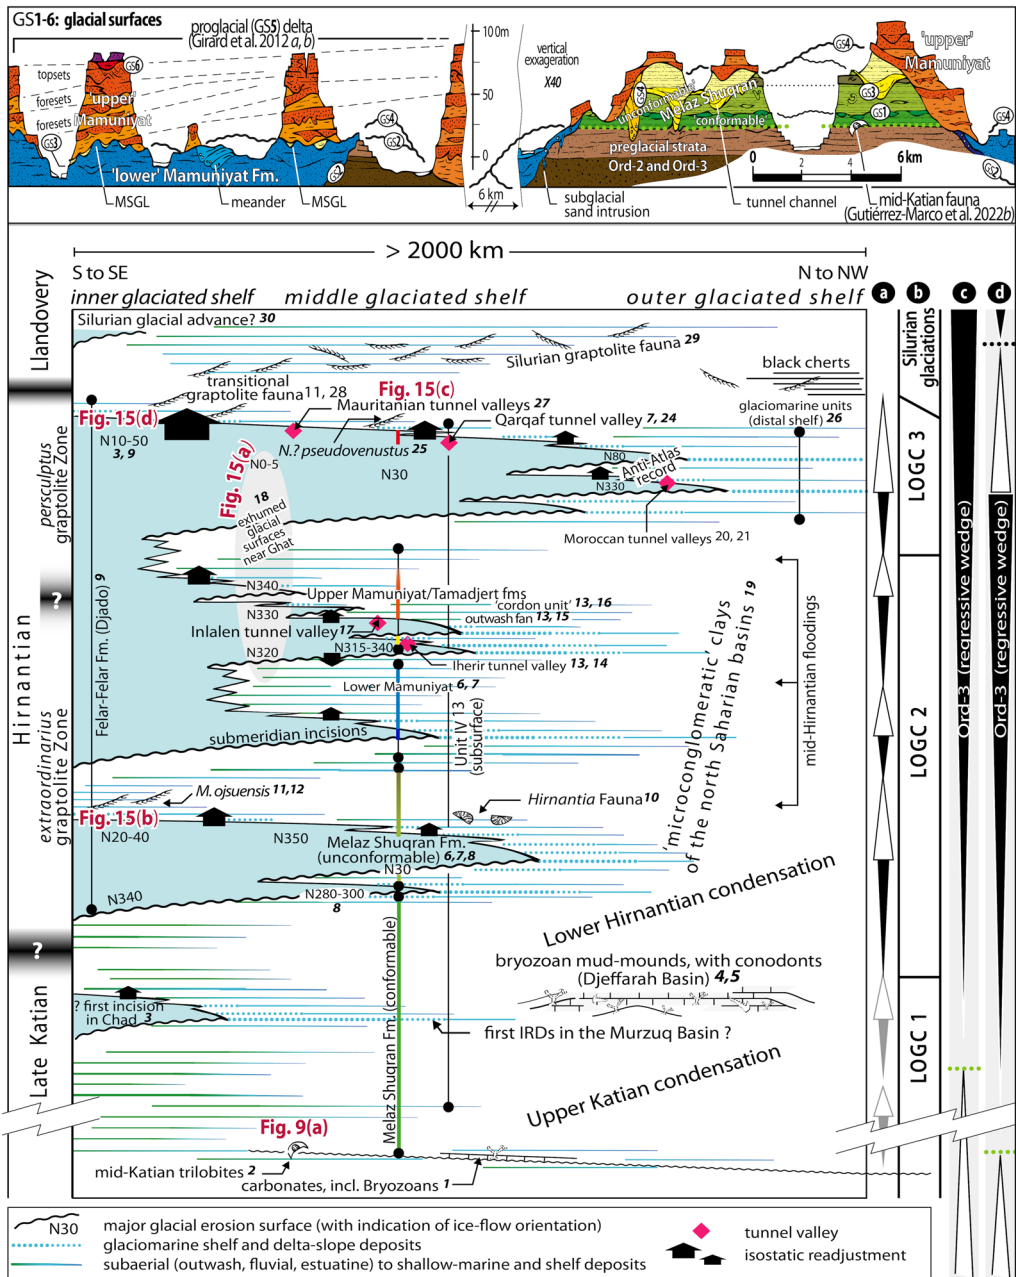 GS1-6: glacial surfaces
proglacial (GS5) delta
(Girard et al. 2012 a, b)
100m
50
0
vertical
exaggeration
X40
topsets
foresets
foresets
GS6
GS3
'upper'
Mamuniyat
'lower' Mamuniyat Fm.
GS4
GS2
GS2
MSGL
meander
MSGL
6 km
GS4
'unconformable'
Melaz Shuqran
conformable
preglacial strata
Ord-2 and Ord-3
GS4
GS3
GS1
'upper'
Mamuniyat
GS4
GS2
0 2 4 6 km
subglacial
sand intrusion
tunnel channel
mid-Katian fauna
(Gutiérrez-Marco et al. 2022b)
> 2000 km
S to SE
N to NW
inner glaciated shelf
middle glaciated shelf
outer glaciated shelf
a
b
c
d
Llandovery
Silurian glacial advance? 30
Silurian graptolite fauna 29
Silurian
glaciations
black cherts
transitional
graptolite fauna 11, 28
Fig. 15(c)
Mauritanian tunnel valleys 27
Fig. 15(d)
Qarqaf tunnel valley 7, 24
glaciomarine units
(distal shelf) 26
N10-50
3, 9
N.? pseudovenustus 25
N0-5
N30
N80
Anti-Atlas
record
N330
Fig. 15(a)
18
exhumed
glacial
surfaces
near Ghat
persculptus
graptolite Zone
LOGC 3
Moroccan tunnel valleys 20, 21
Hirnantian
?
Felar-Felar Fm. (Djado) 9
N340
Upper Mamuniyat/Tamadjert fms
'cordon unit' 13, 16
N330
outwash fan 13, 15
Inlalen tunnel valley 17
N315-340
N320
Iherir tunnel valley 13, 14
Lower Mamuniyat 6, 7
Unit IV 13
(subsurface)
submeridian incisions
'microconglomeratic' clays
of the north Saharian basins 19
mid-Hirnantian floodings
LOGC 2
Ord-3 (regressive wedge)
Ord-3 (regressive wedge)
extraordinarius
graptolite Zone
M. ojsuensis 11,12
Hirnantia Fauna 10
Fig. 15(b)
N20-40
N350
Melaz Shuqran Fm.
(unconformable) 6,7,8
N30
N340
N280-300
8
Lower Hirnantian condensation
?
Late Katian
bryozoan mud-mounds, with conodonts
(Djeffarah Basin) 4,5
? first incision
in Chad 3
Melaz Shuqran Fm. (conformable)
first IRDs in the Murzuq Basin ?
LOGC 1
Upper Katian condensation
Fig. 9(a)
mid-Katian trilobites 2
carbonates, incl. Bryozoans 1
N30
major glacial erosion surface (with indication of ice-flow orientation)
glaciomarine shelf and delta-slope deposits
subaerial (outwash, fluvial, estuatine) to shallow-marine and shelf deposits
tunnel valley
isostatic readjustment